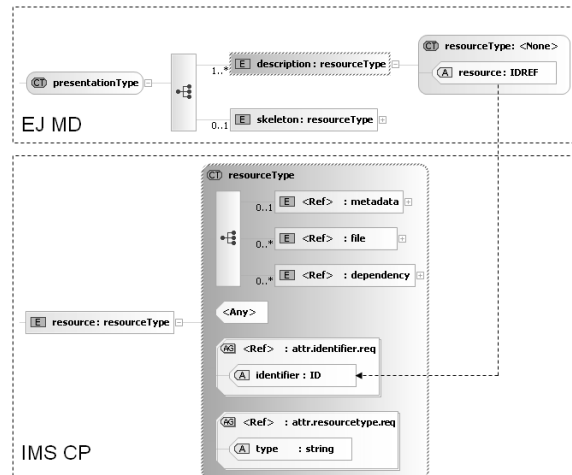 CT resourceType: <None>
E description : resourceType
1..*
A resource : IDREF
CT presentationType
E skeleton : resourceType
0..1
EJ MD
CT resourceType
E <Ref> : metadata
0..1
E <Ref> : file
0..*
E <Ref> : dependency
0..*
<Any>
E resource : resourceType
AG <Ref> : attr.identifier.req
A identifier : ID
AG <Ref> : attr.resourcetype.req
A type : string
IMS CP